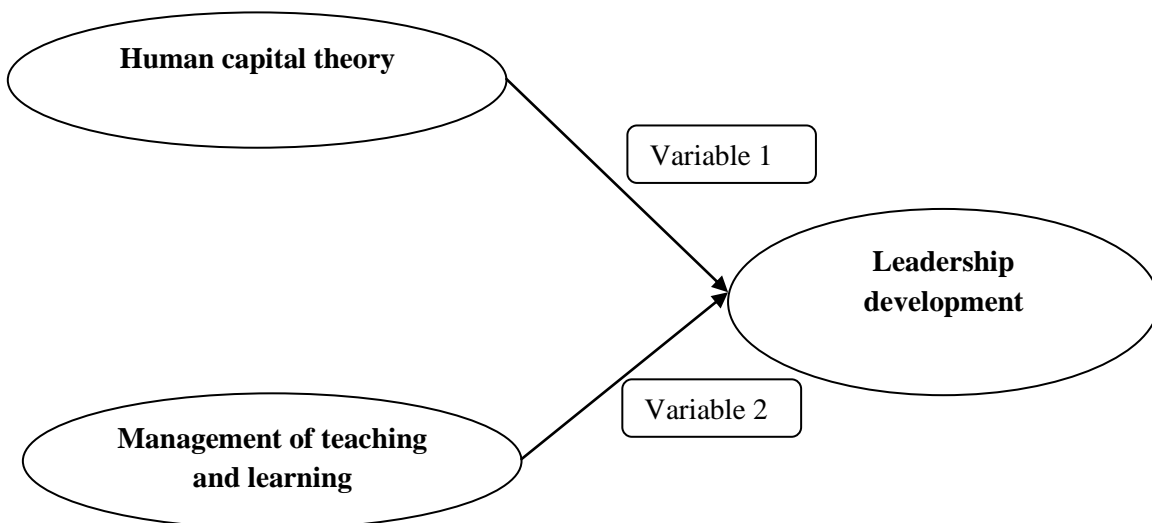 Human capital theory
Variable 1
Leadership
development
Variable 2
Management of teaching
and learning